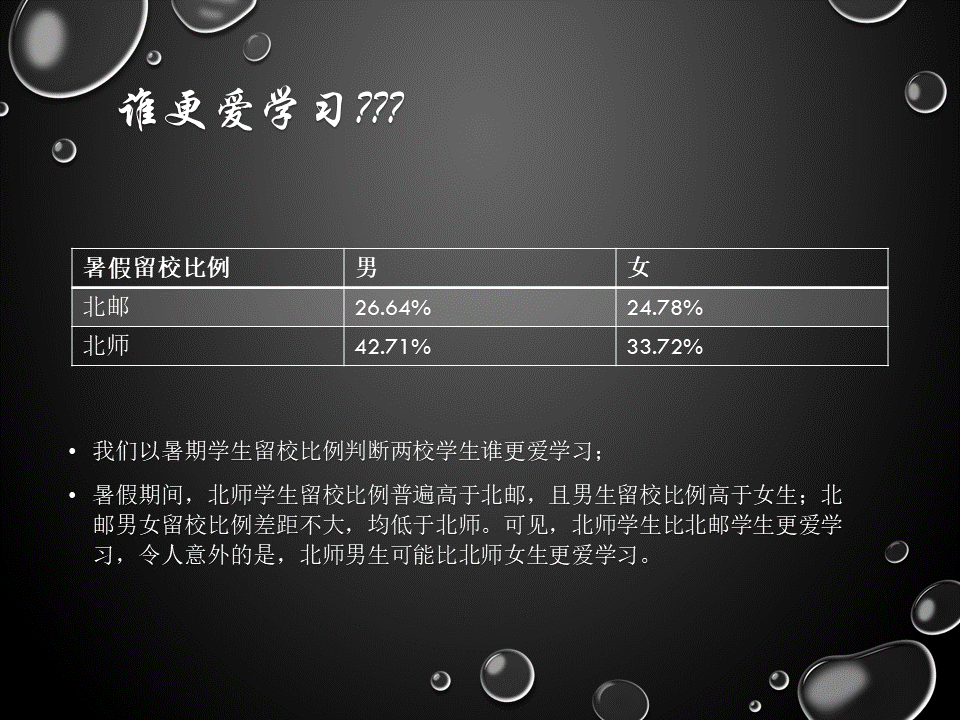 谁更爱学习???
暑假留校比例 男 女
北邮 26.64% 24.78%
北师 42.71% 33.72%
• 我们以暑期学生留校比例判断两校学生谁更爱学习；
• 暑假期间，北师学生留校比例普遍高于北邮，且男生留校比例高于女生；北
邮男女留校比例差距不大，均低于北师。可见，北师学生比北邮学生更爱学
习，令人意外的是，北师男生可能比北师女生更爱学习。